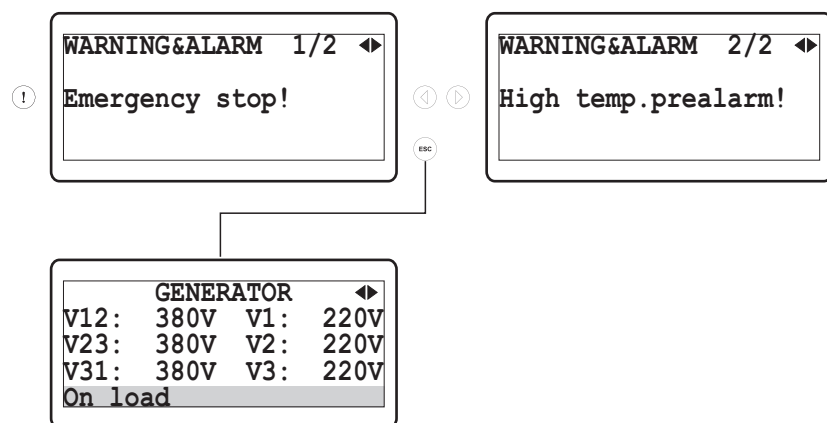 WARNING&ALARM 1/2
Emergency stop!
!
ESC
WARNING&ALARM 2/2
High temp.prealarm!
GENERATOR
V12: 380V V1: 220V
V23: 380V V2: 220V
V31: 380V V3: 220V
On load